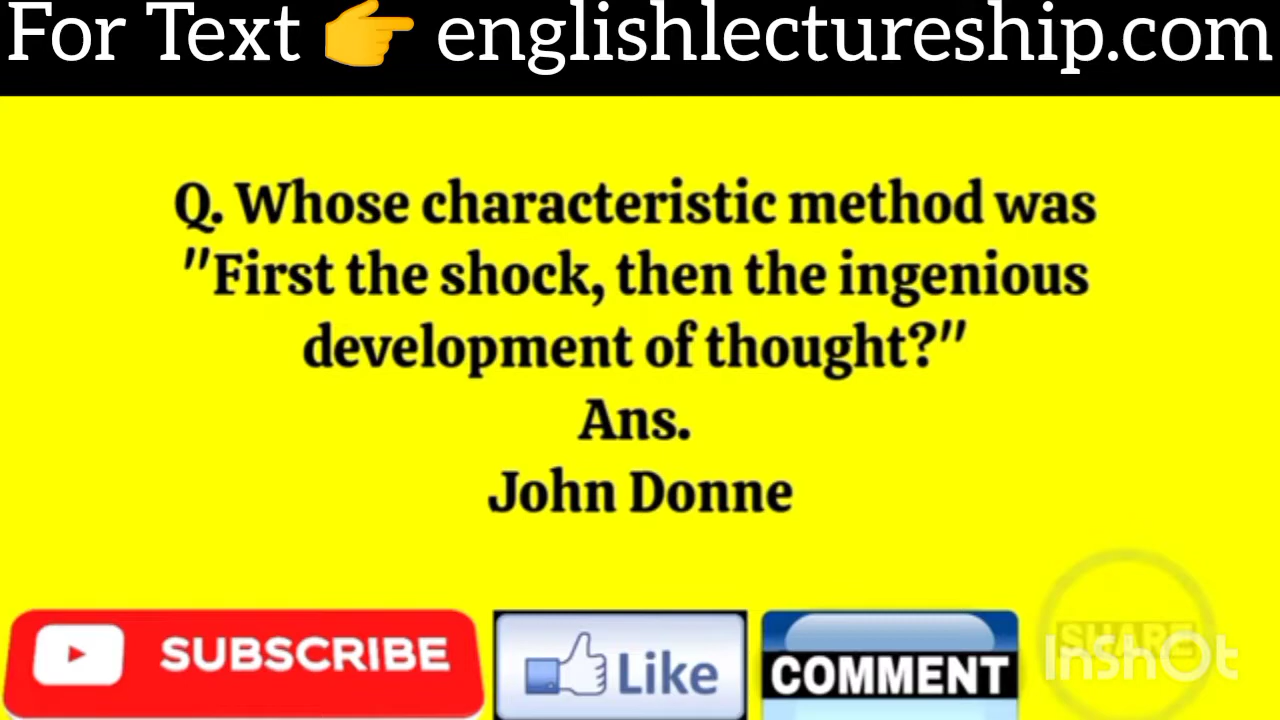 For Text 👉 englishlectureship.com
Q. Whose characteristic method was
"First the shock, then the ingenious
development of thought?"
Ans.
John Donne
SUBSCRIBE
Like
COMMENT
SHARE
InShOt